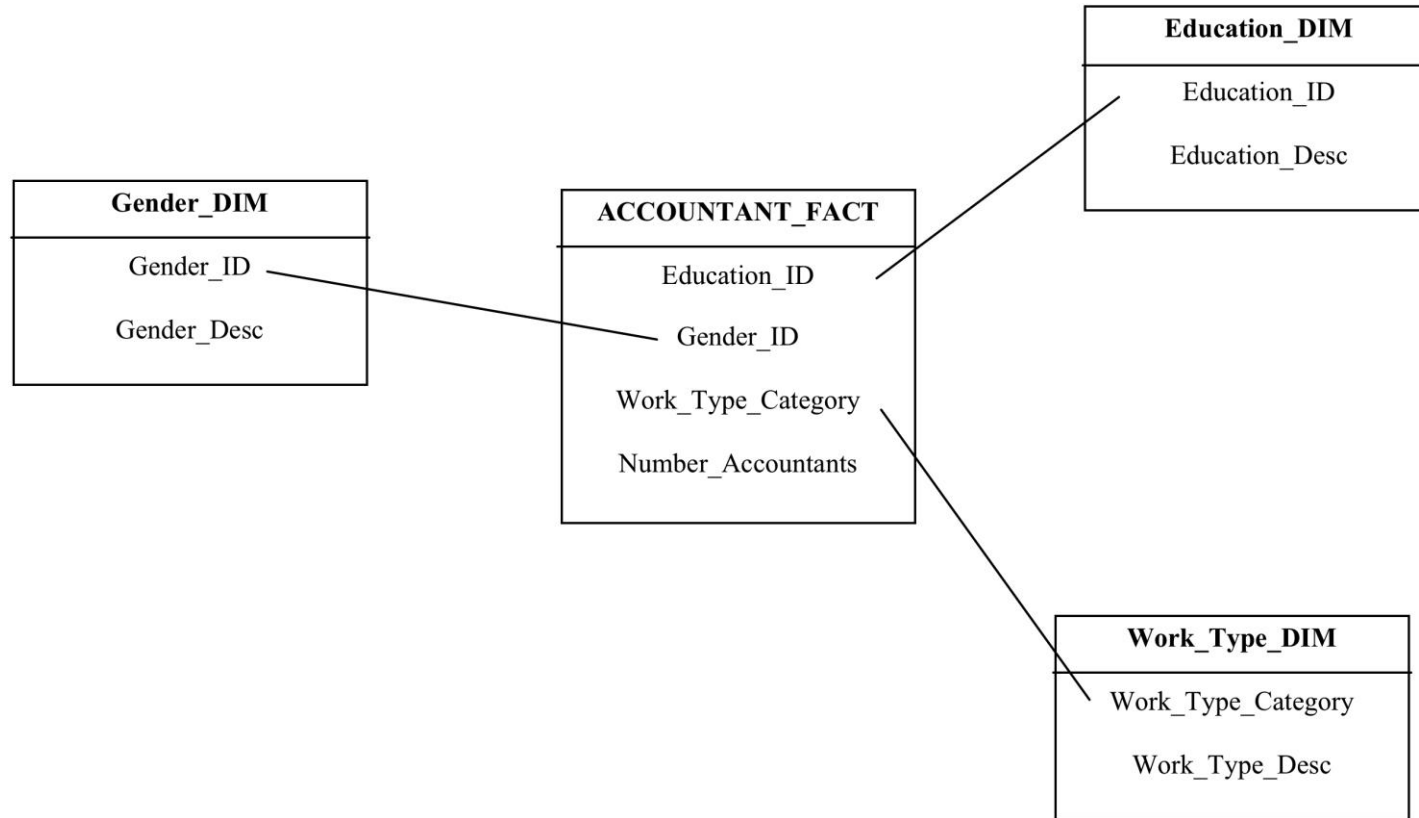 Education_DIM
Education_ID
Education_Desc
Gender_DIM
Gender_ID
Gender_Desc
ACCOUNTANT_FACT
Education_ID
Gender_ID
Work_Type_Category
Number_Accountants
Work_Type_DIM
Work_Type_Category
Work_Type_Desc